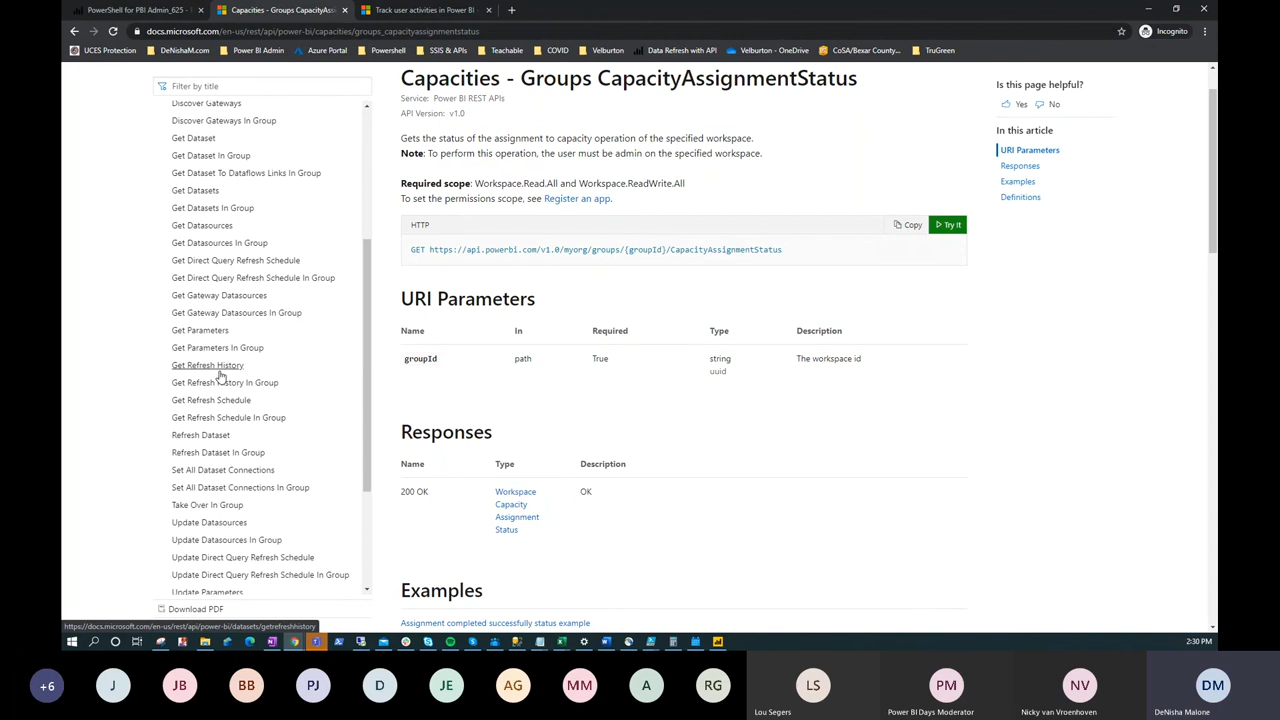 PowerShell for PBI Admin_625 - P
Capacities - Groups CapacityAssi
Track user activities in Power BI -
docs.microsoft.com/en-us/rest/api/power-bi/capacities/groups_capacityassignmentstatus
Incognito
UCES Protection
DeNishaM.com
Power BI Admin
Azure Portal
Powershell
SSIS & APIs
Teachable
COVID
Velburton
Data Refresh with API
Velburton - OneDrive
CoSA/Bexar County...
TruGreen
Filter by title
Discover Gateways
Discover Gateways In Group
Get Dataset
Get Dataset In Group
Get Dataset To Dataflows Links In Group
Get Datasets
Get Datasets In Group
Get Datasources
Get Datasources In Group
Get Direct Query Refresh Schedule
Get Direct Query Refresh Schedule In Group
Get Gateway Datasources
Get Gateway Datasources In Group
Get Parameters
Get Parameters In Group
Get Refresh History
Get Refresh History In Group
Get Refresh Schedule
Get Refresh Schedule In Group
Refresh Dataset
Refresh Dataset In Group
Set All Dataset Connections
Set All Dataset Connections In Group
Take Over In Group
Update Datasources
Update Datasources In Group
Update Direct Query Refresh Schedule
Update Direct Query Refresh Schedule In Group
Update Parameters
Download PDF
https://docs.microsoft.com/en-us/rest/api/power-bi/datasets/getrefreshhistory
Capacities - Groups CapacityAssignmentStatus
Service: Power BI REST APIs
API Version: v1.0
Gets the status of the assignment to capacity operation of the specified workspace.
Note: To perform this operation, the user must be admin on the specified workspace.
Required scope: Workspace.Read.All and Workspace.ReadWrite.All
To set the permissions scope, see Register an app.
HTTP
Copy
Try It
GET https://api.powerbi.com/v1.0/myorg/groups/{groupId}/CapacityAssignmentStatus
URI Parameters
Name In Required Type Description
groupId path True string The workspace id
uuid
Responses
Name Type Description
200 OK Workspace OK
Capacity
Assignment
Status
Examples
Assignment completed successfully status example
Is this page helpful?
Yes No
In this article
URI Parameters
Responses
Examples
Definitions
2:30 PM
+6
J
JB
BB
PJ
D
JE
AG
MM
A
RG
LS
PM
NV
DM
Lou Segers
Power BI Days Moderator
Nicky van Vroenhoven
DeNisha Malone